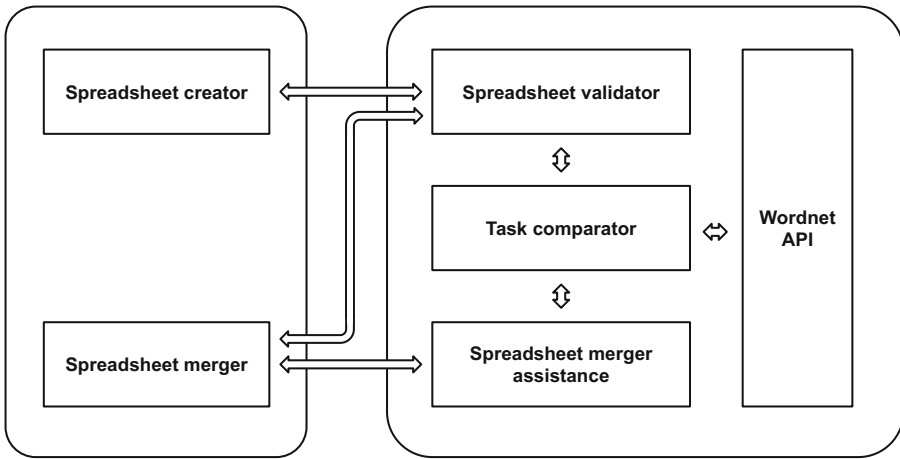 Spreadsheet creator
Spreadsheet validator
Task comparator
Wordnet
API
Spreadsheet merger
Spreadsheet merger
assistance